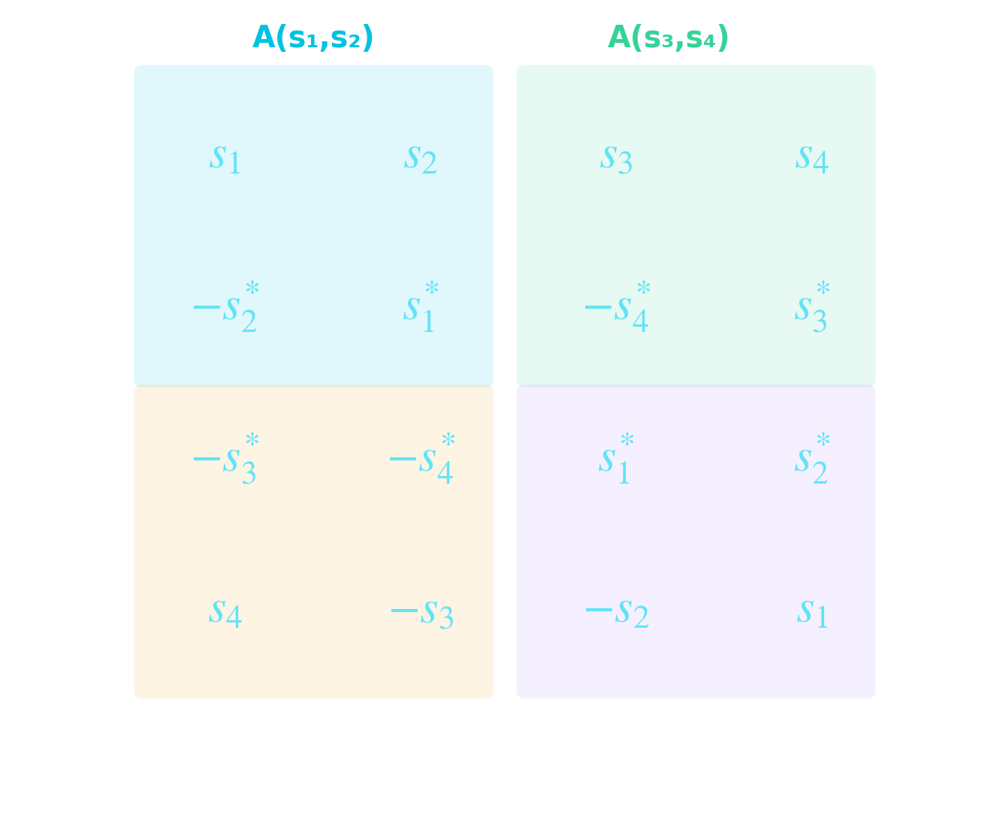 A(s₁,s₂) A(s₃,s₄)
s₁ s₂ s₃ s₄
−s₂* s₁* −s₄* s₃*
−s₃* −s₄* s₁* s₂*
s₄ −s₃ −s₂ s₁